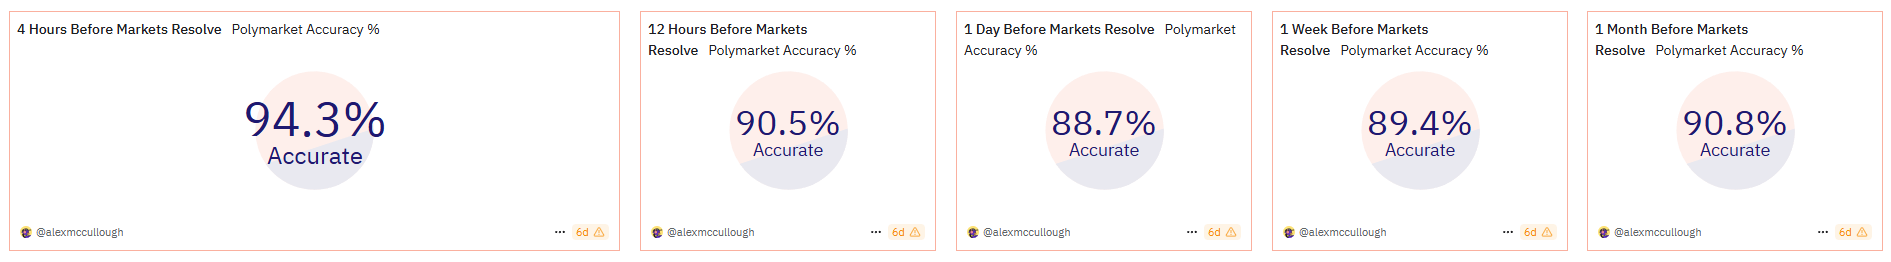 4 Hours Before Markets Resolve Polymarket Accuracy %
94.3%
Accurate
@alexmccullough
6d
12 Hours Before Markets
Resolve Polymarket Accuracy %
90.5%
Accurate
@alexmccullough
6d
1 Day Before Markets Resolve Polymarket
Accuracy %
88.7%
Accurate
@alexmccullough
6d
1 Week Before Markets
Resolve Polymarket Accuracy %
89.4%
Accurate
@alexmccullough
6d
1 Month Before Markets
Resolve Polymarket Accuracy %
90.8%
Accurate
@alexmccullough
6d